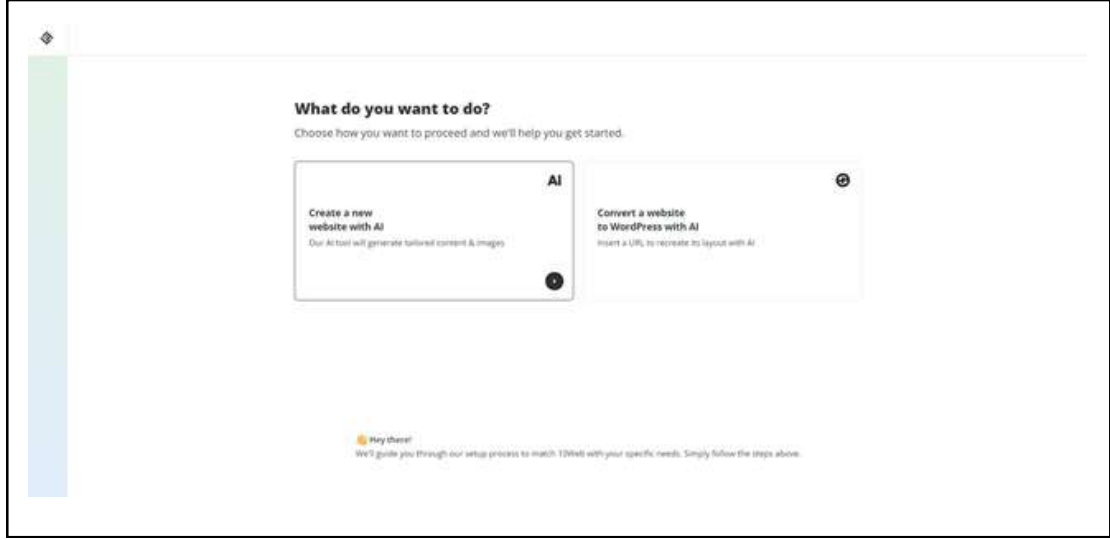 What do you want to do?
Choose how you want to proceed and we'll help you get started.
AI
Create a new
website with AI
Our AI tool will generate tailored content & images
Convert a website
to WordPress with AI
Insert a URL to recreate its layout with AI
👋 Hey there!
We'll guide you through our setup process to match 10Web with your specific needs. Simply follow the steps above.